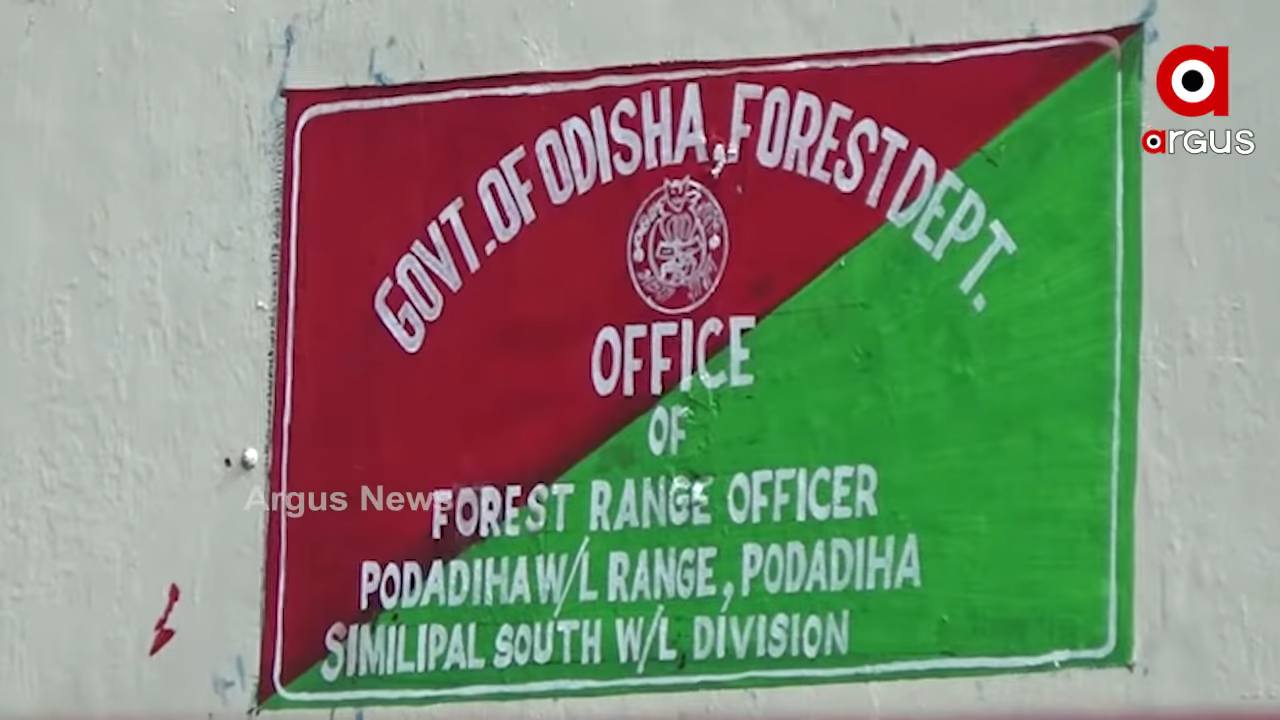 GOVT. OF ODISHA, FOREST DEPT.
OFFICE
OF
FOREST RANGE OFFICER
PODADIHA W/L RANGE, PODADIHA
SIMILIPAL SOUTH W/L DIVISION
argus
Argus News